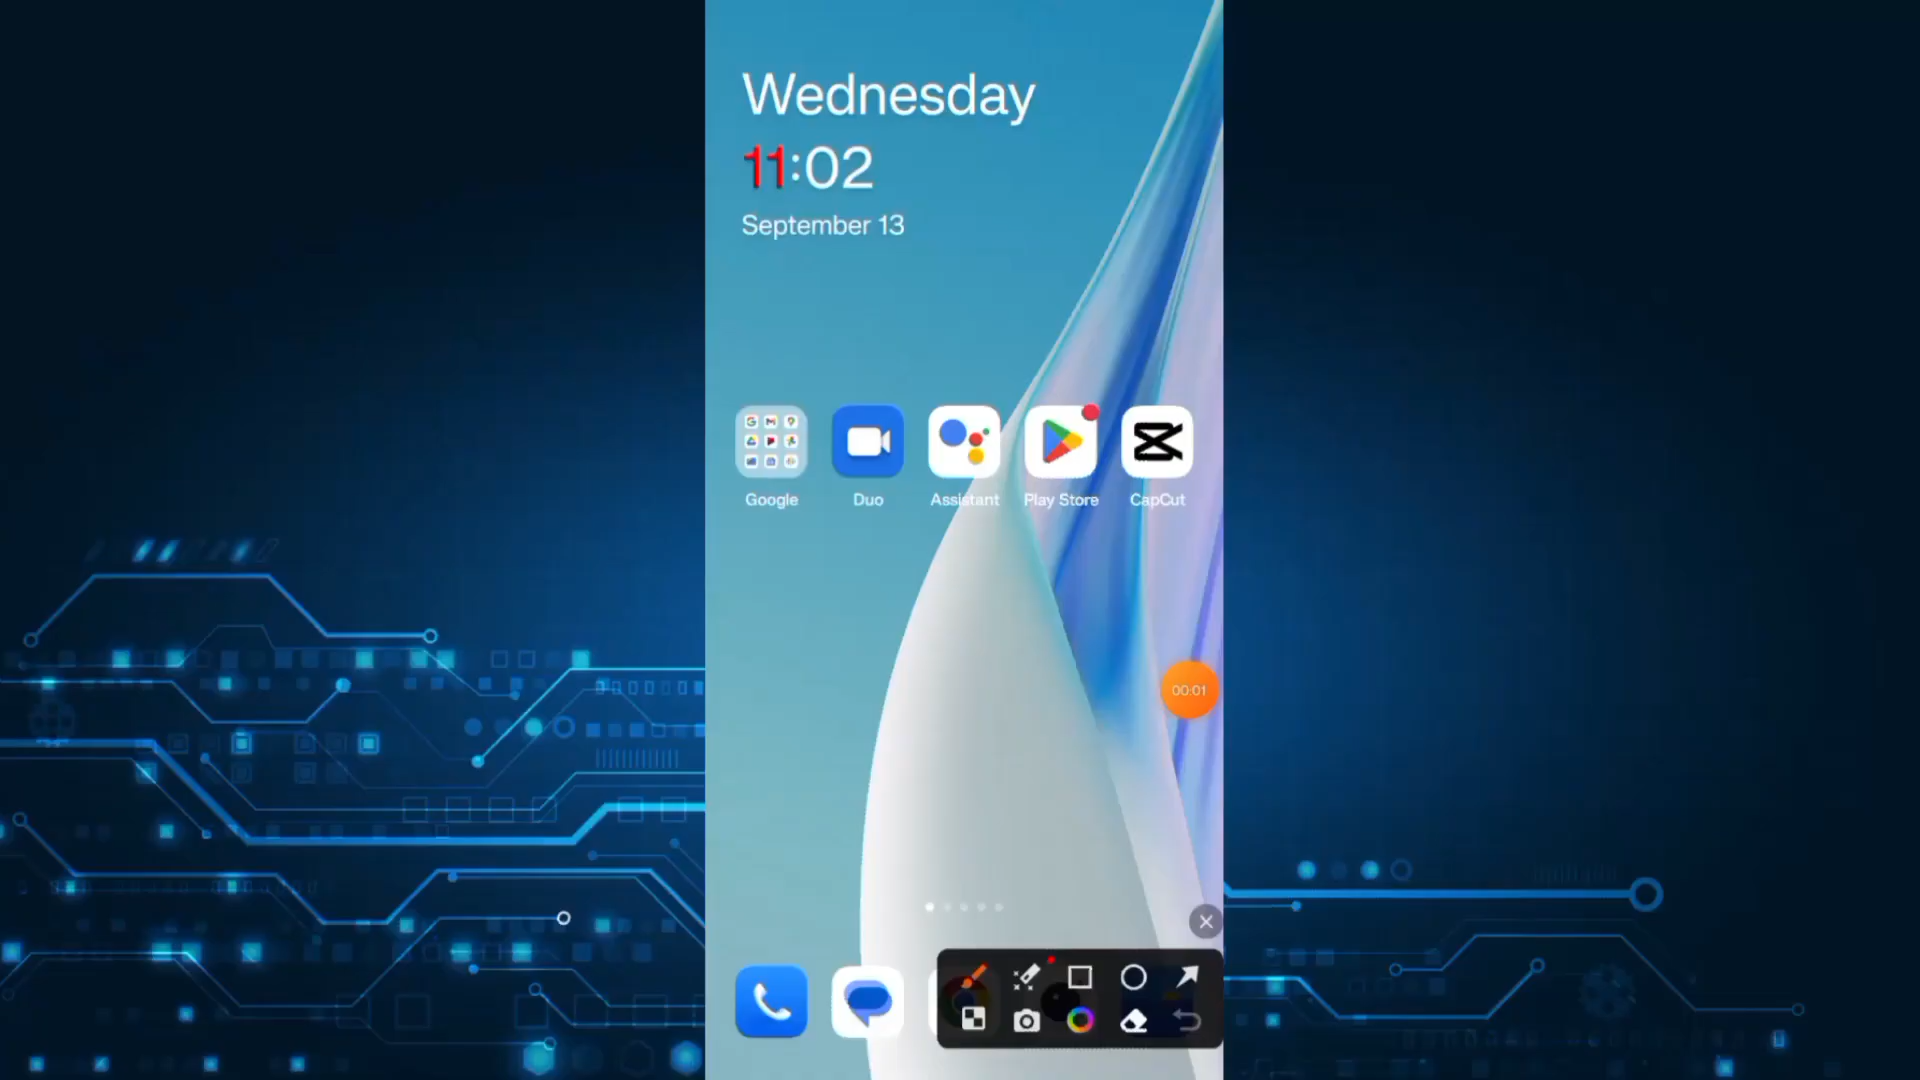 Wednesday
11:02
September 13
Google
Duo
Assistant
Play Store
CapCut
00:01